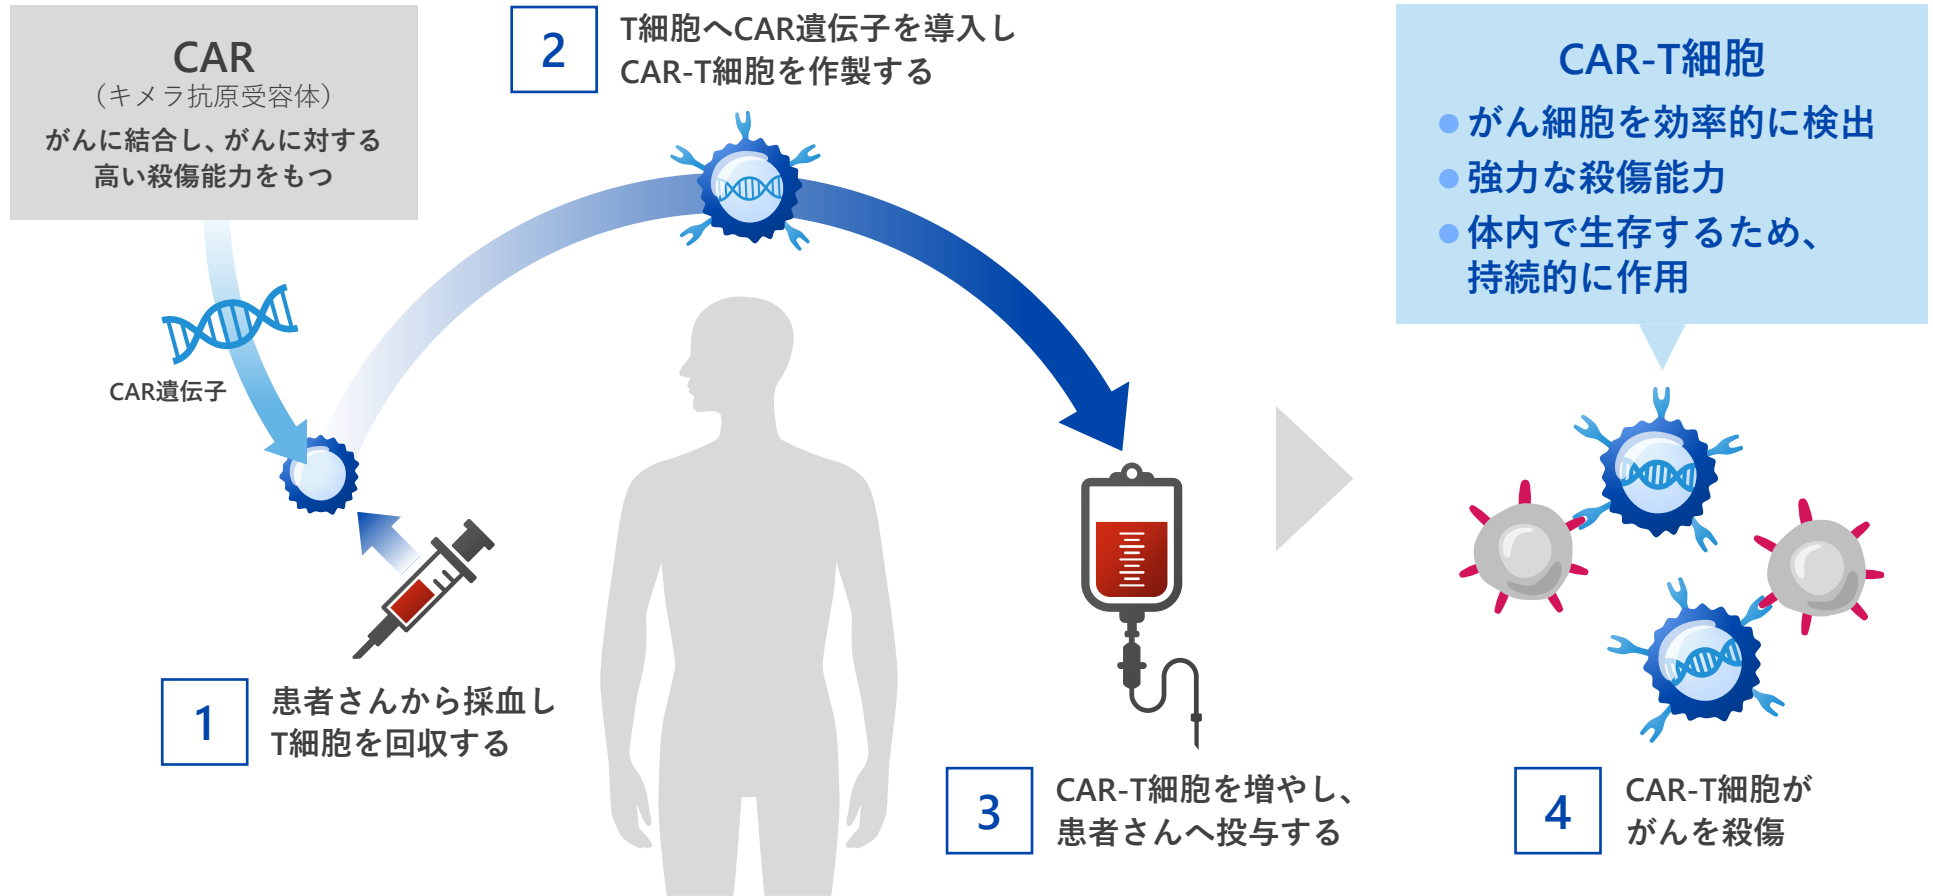 CAR
（キメラ抗原受容体）
がんに結合し、がんに対する
高い殺傷能力をもつ
CAR遺伝子
1
患者さんから採血し
T細胞を回収する
2
T細胞へCAR遺伝子を導入し
CAR-T細胞を作製する
3
CAR-T細胞を増やし、
患者さんへ投与する
CAR-T細胞
● がん細胞を効率的に検出
● 強力な殺傷能力
● 体内で生存するため、
持続的に作用
4
CAR-T細胞が
がんを殺傷